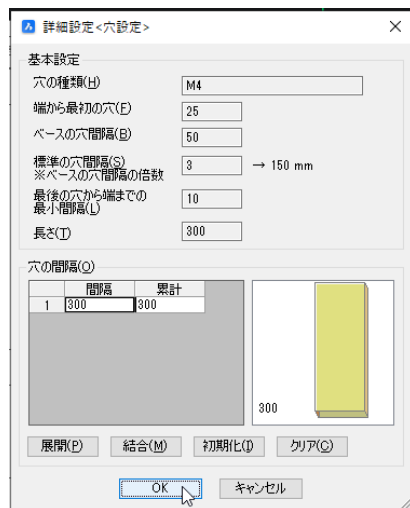 詳細設定<穴設定>
基本設定
穴の種類(H) M4
端から最初の穴(F) 25
ベースの穴間隔(B) 50
標準の穴間隔(S) 3 → 150 mm
※ベースの穴間隔の倍数
最後の穴から端までの 10
最小間隔(L)
長さ(T) 300
穴の間隔(O)
間隔 累計
1 300 300
300
展開(P) 結合(M) 初期化(I) クリア(C)
OK キャンセル